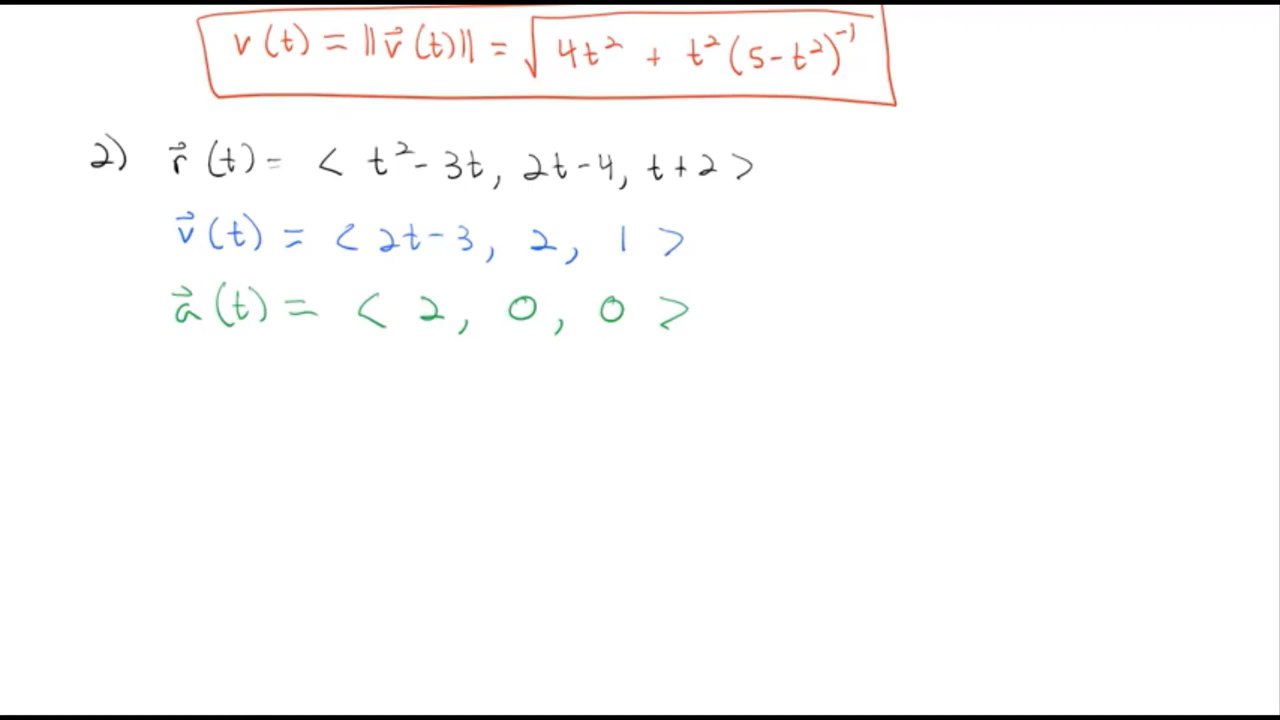 v(t) = ||v⃗(t)|| = √(4t² + t²(5-t²)⁻¹)
2) r⃗(t) = < t²-3t, 2t-4, t+2 >
v⃗(t) = < 2t-3, 2, 1 >
a⃗(t) = < 2, 0, 0 >